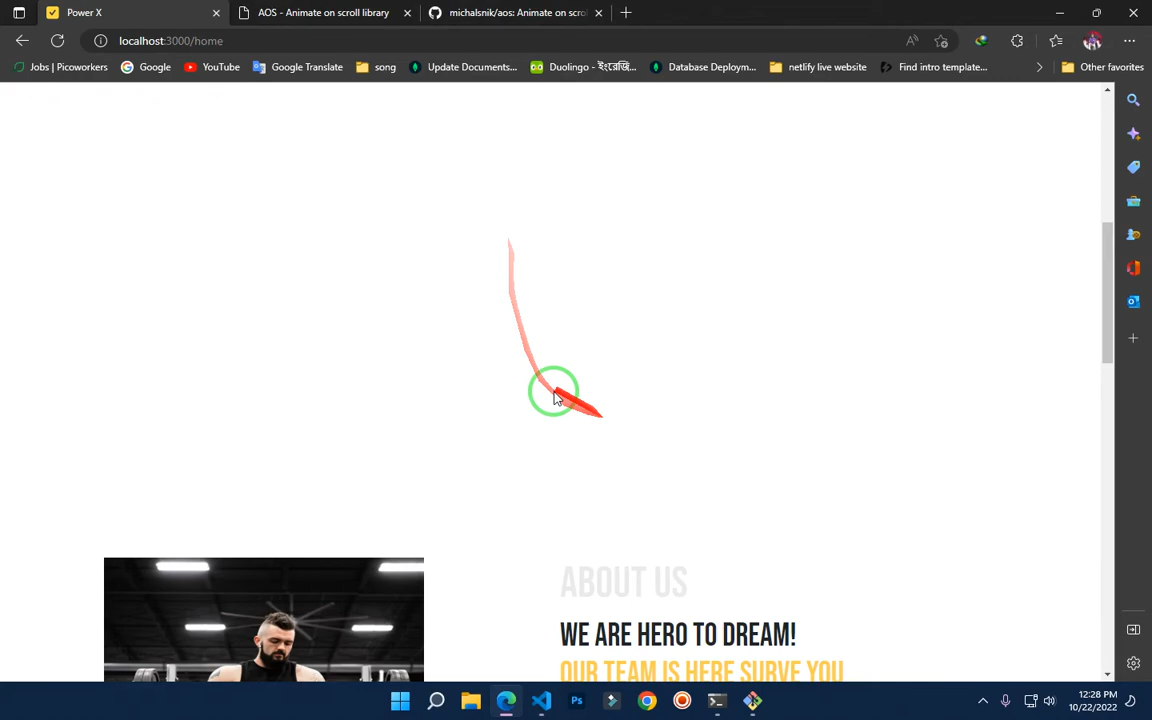 Power X
AOS - Animate on scroll library
michalsnik/aos: Animate on scro
localhost:3000/home
Jobs | Picoworkers
Google
YouTube
Google Translate
song
Update Documents...
Duolingo - ইংরেজি...
Database Deploym...
netlify live website
Find intro template...
Other favorites
ABOUT US
WE ARE HERO TO DREAM!
OUR TEAM IS HERE SURVE YOU
Ps
12:28 PM
10/22/2022